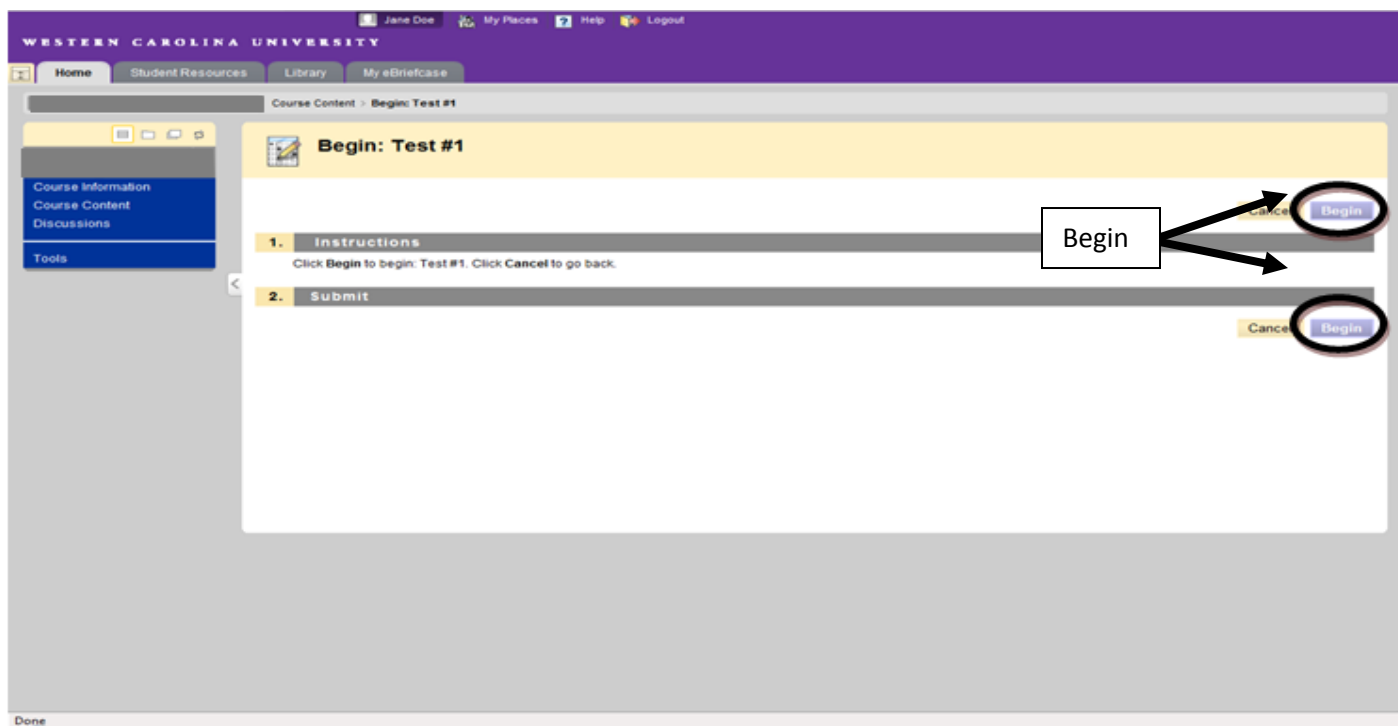 Jane Doe My Places ? Help Logout
WESTERN CAROLINA UNIVERSITY
Home Student Resources Library My eBriefcase
Course Content > Begin: Test #1
Begin: Test #1
Course Information
Course Content
Discussions
Tools
Cance Begin
Begin
1. Instructions
Click Begin to begin: Test #1. Click Cancel to go back.
2. Submit
Cance Begin
Done